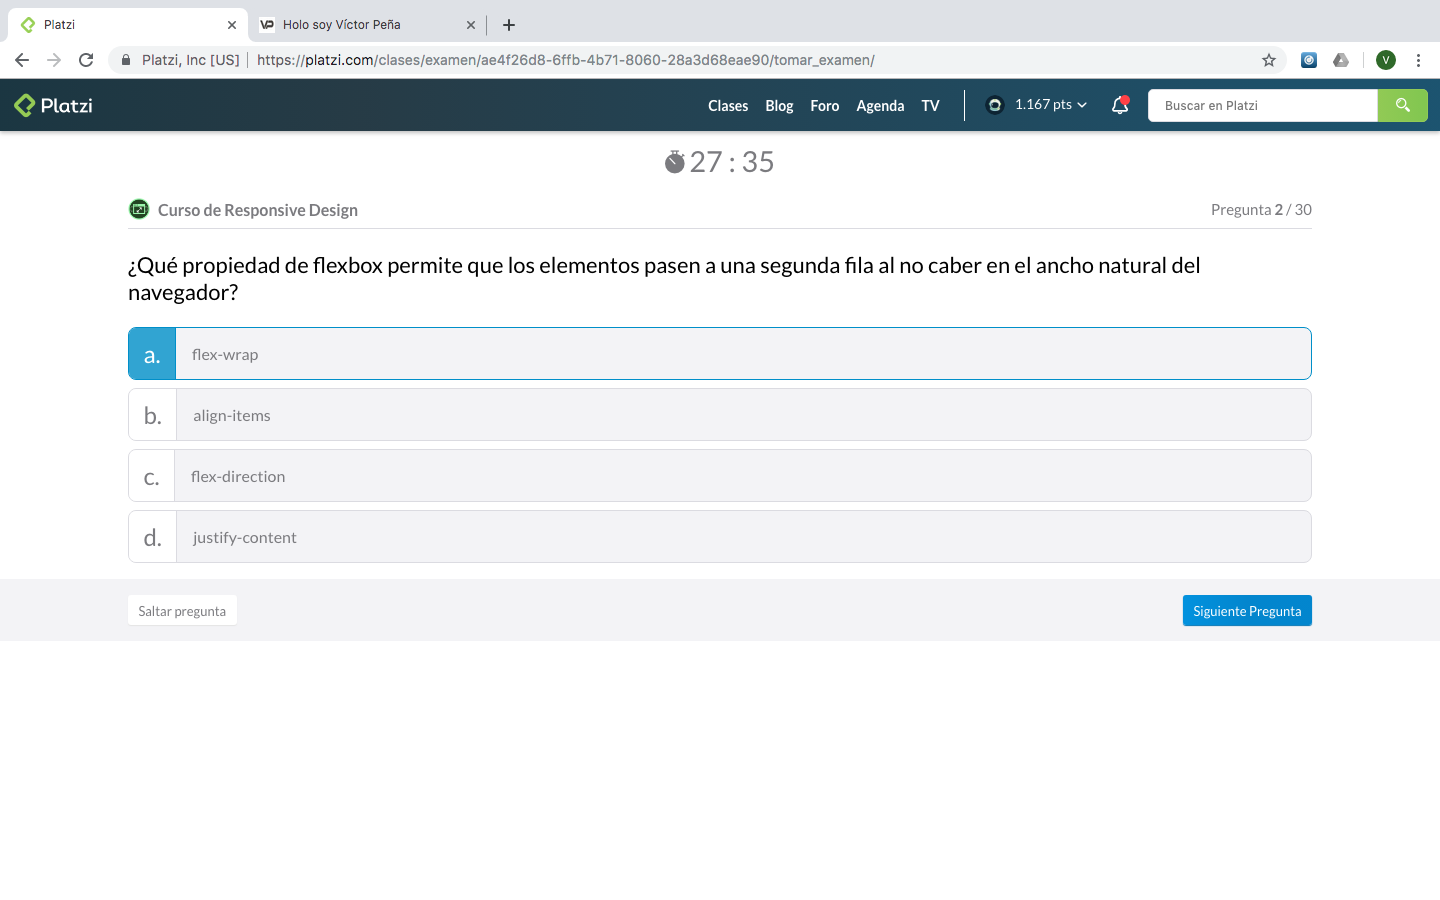 Platzi
Holo soy Víctor Peña
Platzi, Inc [US]
https://platzi.com/clases/examen/ae4f26d8-6ffb-4b71-8060-28a3d68eae90/tomar_examen/
V
Platzi
Clases
Blog
Foro
Agenda
TV
1.167 pts
Buscar en Platzi
27 : 35
Curso de Responsive Design
Pregunta 2 / 30
¿Qué propiedad de flexbox permite que los elementos pasen a una segunda fila al no caber en el ancho natural del
navegador?
a. flex-wrap
b. align-items
c. flex-direction
d. justify-content
Saltar pregunta
Siguiente Pregunta